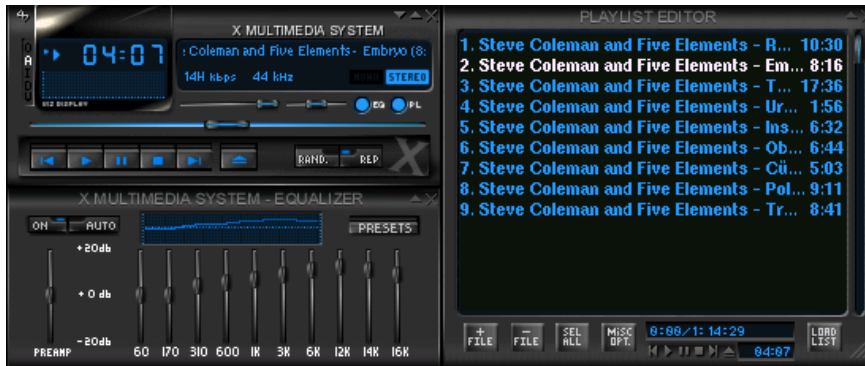 X MULTIMEDIA SYSTEM
O
A
I
D
U
04:07
: Coleman and Five Elements- Embryo (8:
14H kbps 44 kHz
MONO STEREO
VIZ DISPLAY
EQ PL
RAND. REP
X
X MULTIMEDIA SYSTEM - EQUALIZER
ON AUTO
PRESETS
+20db
+ 0 db
-20db
PREAMP 60 170 310 600 1K 3K 6K 12K 14K 16K
PLAYLIST EDITOR
1. Steve Coleman and Five Elements - R... 10:30
2. Steve Coleman and Five Elements - Em... 8:16
3. Steve Coleman and Five Elements - T... 17:36
4. Steve Coleman and Five Elements - Ur... 1:56
5. Steve Coleman and Five Elements - Ins... 6:32
6. Steve Coleman and Five Elements - Ob... 6:44
7. Steve Coleman and Five Elements - Cü... 5:03
8. Steve Coleman and Five Elements - Pol... 9:11
9. Steve Coleman and Five Elements - Tr... 8:41
+ FILE
- FILE
SEL ALL
MISC OPT.
0:00/1:14:29
04:07
LOAD LIST